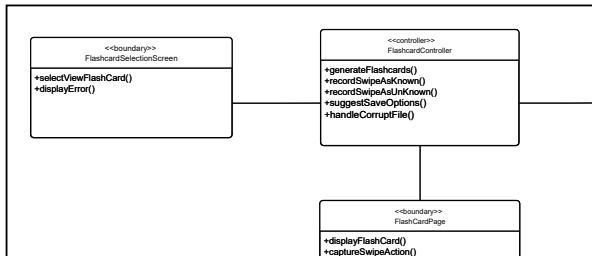 <<boundary>>
FlashcardSelectionScreen
+selectViewFlashCard()
+displayError()
<<controller>>
FlashcardController
+generateFlashcards()
+recordSwipeAsKnown()
+recordSwipeAsUnKnown()
+suggestSaveOptions()
+handleCorruptFile()
<<boundary>>
FlashCardPage
+displayFlashCard()
+captureSwipeAction()